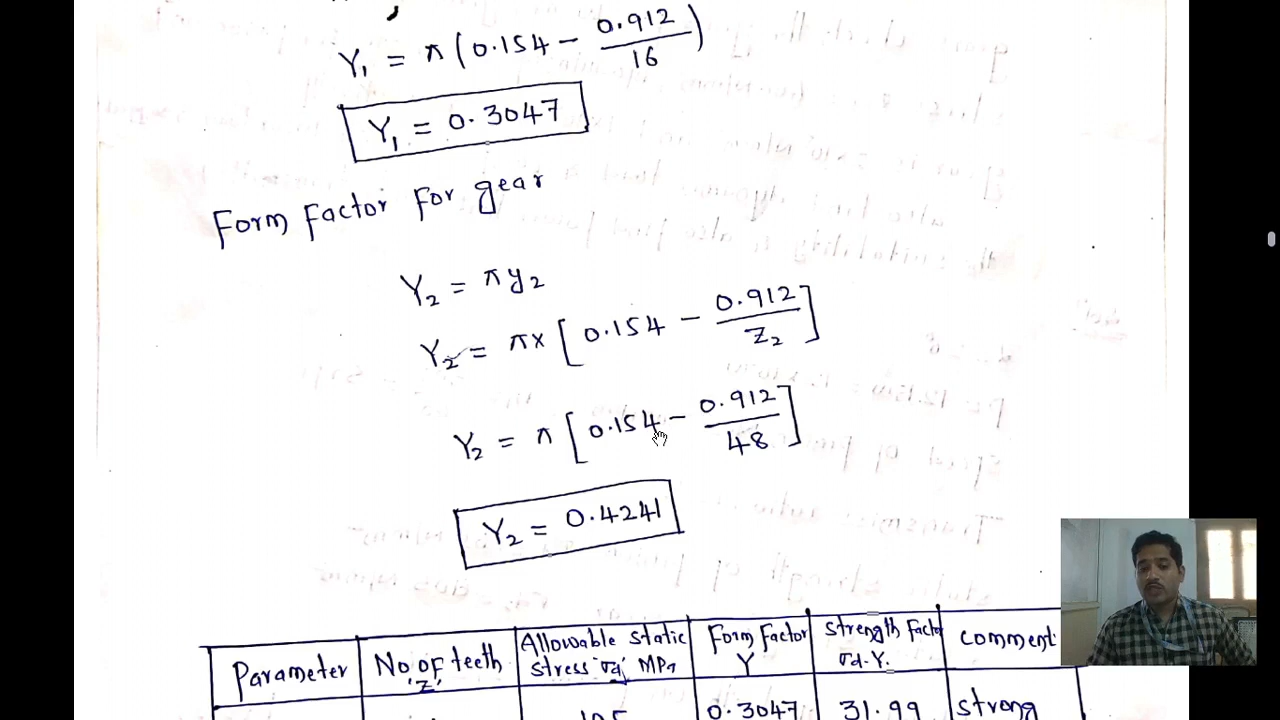 Y₁ = π(0.154 - 0.912/16)
Y₁ = 0.3047
Form Factor For gear
Y₂ = πy₂
Y₂ = π× [0.154 - 0.912/Z₂]
Y₂ = π [0.154 - 0.912/48]
Y₂ = 0.4241
Parameter No of teeth 'Z' Allowable static stress 'σd' MPa Form Factor Y Strength Factor σd.Y. comment
0.3047 31.99 strong